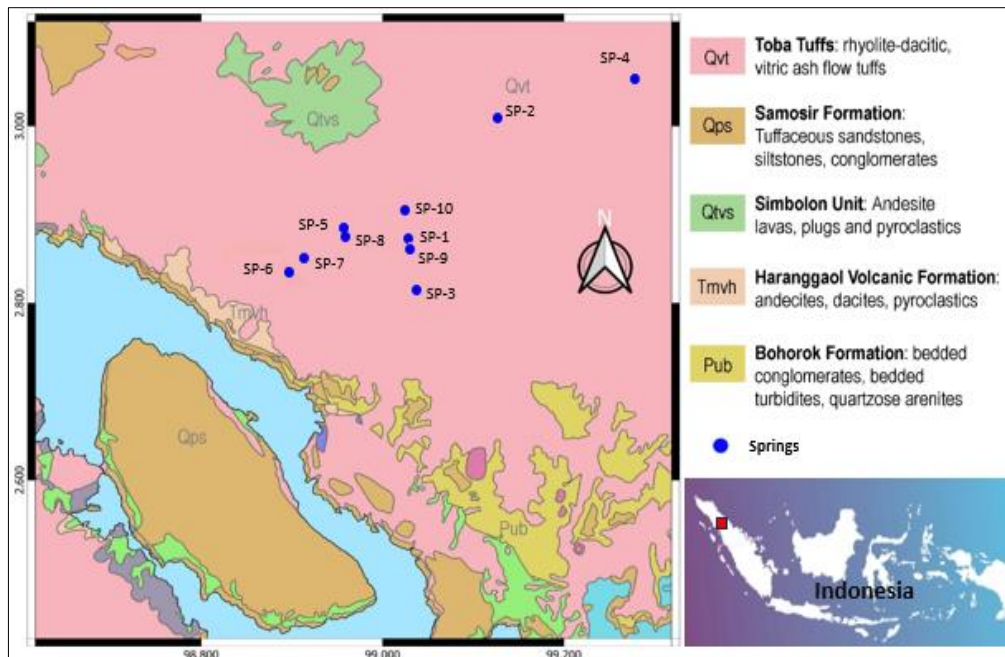 SP-4
Qvt
SP-2
Qtvs
3.000
SP-10
SP-5
SP-1
SP-8
SP-9
SP-7
SP-6
N
SP-3
2.800
Tmvh
Qps
2.600
Pub
98.800
99.000
99.200
Qvt
Toba Tuffs: rhyolite-dacitic,
vitric ash flow tuffs
Qps
Samosir Formation:
Tuffaceous sandstones,
siltstones, conglomerates
Qtvs
Simbolon Unit: Andesite
lavas, plugs and pyroclastics
Tmvh
Haranggaol Volcanic Formation:
andecites, dacites, pyroclastics
Pub
Bohorok Formation: bedded
conglomerates, bedded
turbidites, quartzose arenites
Springs
Indonesia